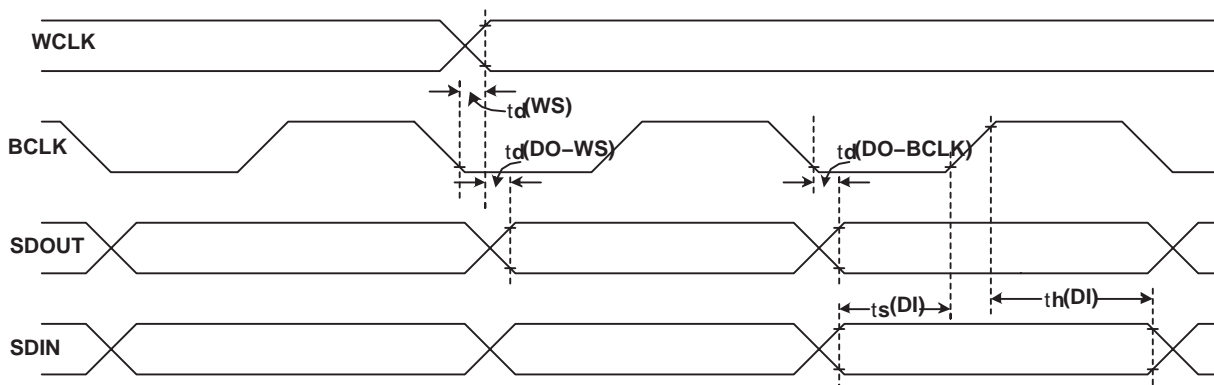 WCLK
td(WS)
BCLK
td(DO−WS)
td(DO−BCLK)
SDOUT
ts(DI)
th(DI)
SDIN